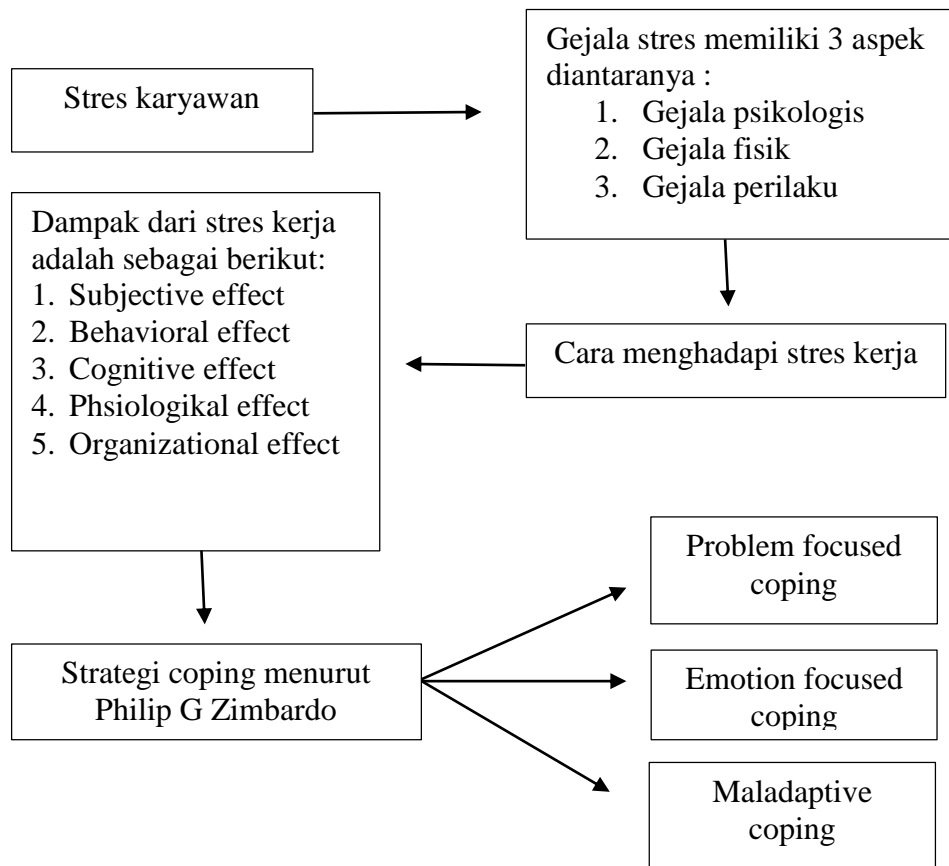 Stres karyawan
Gejala stres memiliki 3 aspek
diantaranya :
1. Gejala psikologis
2. Gejala fisik
3. Gejala perilaku
Dampak dari stres kerja
adalah sebagai berikut:
1. Subjective effect
2. Behavioral effect
3. Cognitive effect
4. Phsiologikal effect
5. Organizational effect
Cara menghadapi stres kerja
Strategi coping menurut
Philip G Zimbardo
Problem focused
coping
Emotion focused
coping
Maladaptive
coping